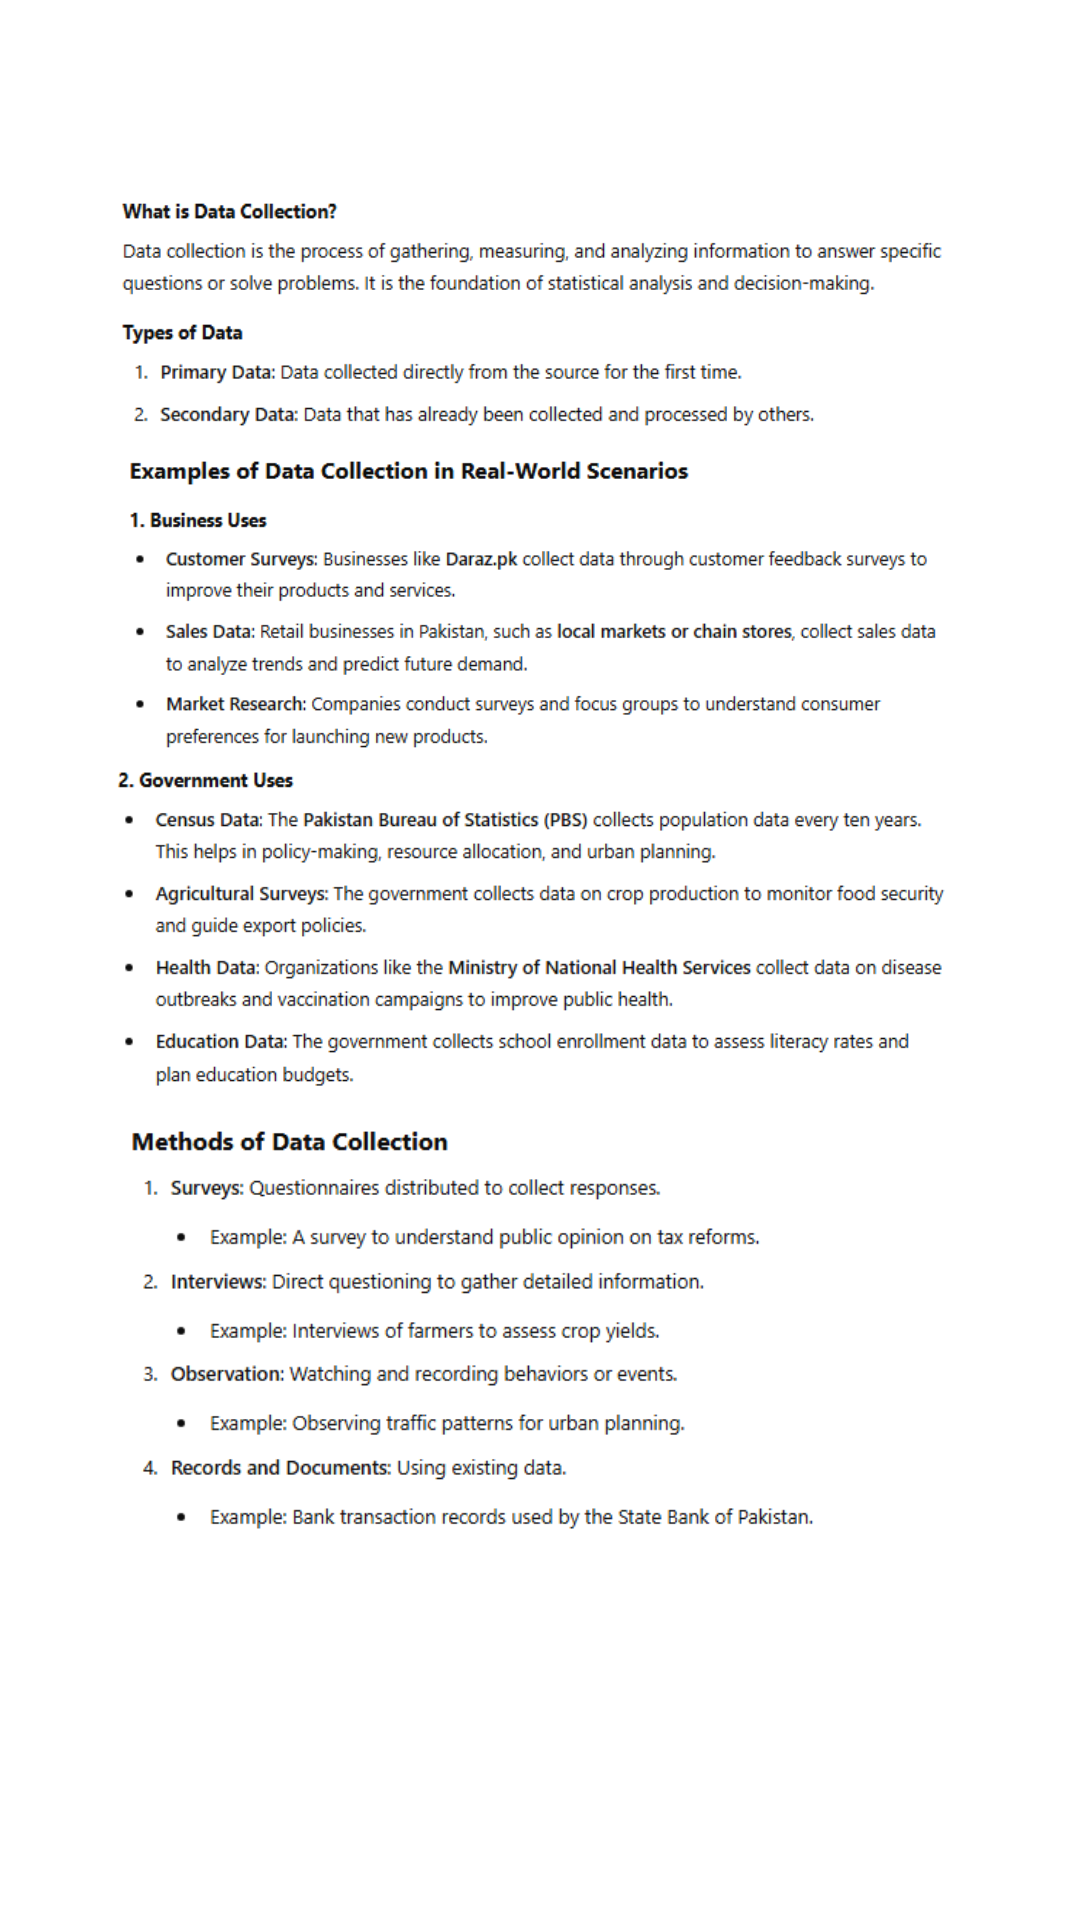 What is Data Collection?
Data collection is the process of gathering, measuring, and analyzing information to answer specific
questions or solve problems. It is the foundation of statistical analysis and decision-making.
Types of Data
1. Primary Data: Data collected directly from the source for the first time.
2. Secondary Data: Data that has already been collected and processed by others.
Examples of Data Collection in Real-World Scenarios
1. Business Uses
• Customer Surveys: Businesses like Daraz.pk collect data through customer feedback surveys to
improve their products and services.
• Sales Data: Retail businesses in Pakistan, such as local markets or chain stores, collect sales data
to analyze trends and predict future demand.
• Market Research: Companies conduct surveys and focus groups to understand consumer
preferences for launching new products.
2. Government Uses
• Census Data: The Pakistan Bureau of Statistics (PBS) collects population data every ten years.
This helps in policy-making, resource allocation, and urban planning.
• Agricultural Surveys: The government collects data on crop production to monitor food security
and guide export policies.
• Health Data: Organizations like the Ministry of National Health Services collect data on disease
outbreaks and vaccination campaigns to improve public health.
• Education Data: The government collects school enrollment data to assess literacy rates and
plan education budgets.
Methods of Data Collection
1. Surveys: Questionnaires distributed to collect responses.
• Example: A survey to understand public opinion on tax reforms.
2. Interviews: Direct questioning to gather detailed information.
• Example: Interviews of farmers to assess crop yields.
3. Observation: Watching and recording behaviors or events.
• Example: Observing traffic patterns for urban planning.
4. Records and Documents: Using existing data.
• Example: Bank transaction records used by the State Bank of Pakistan.